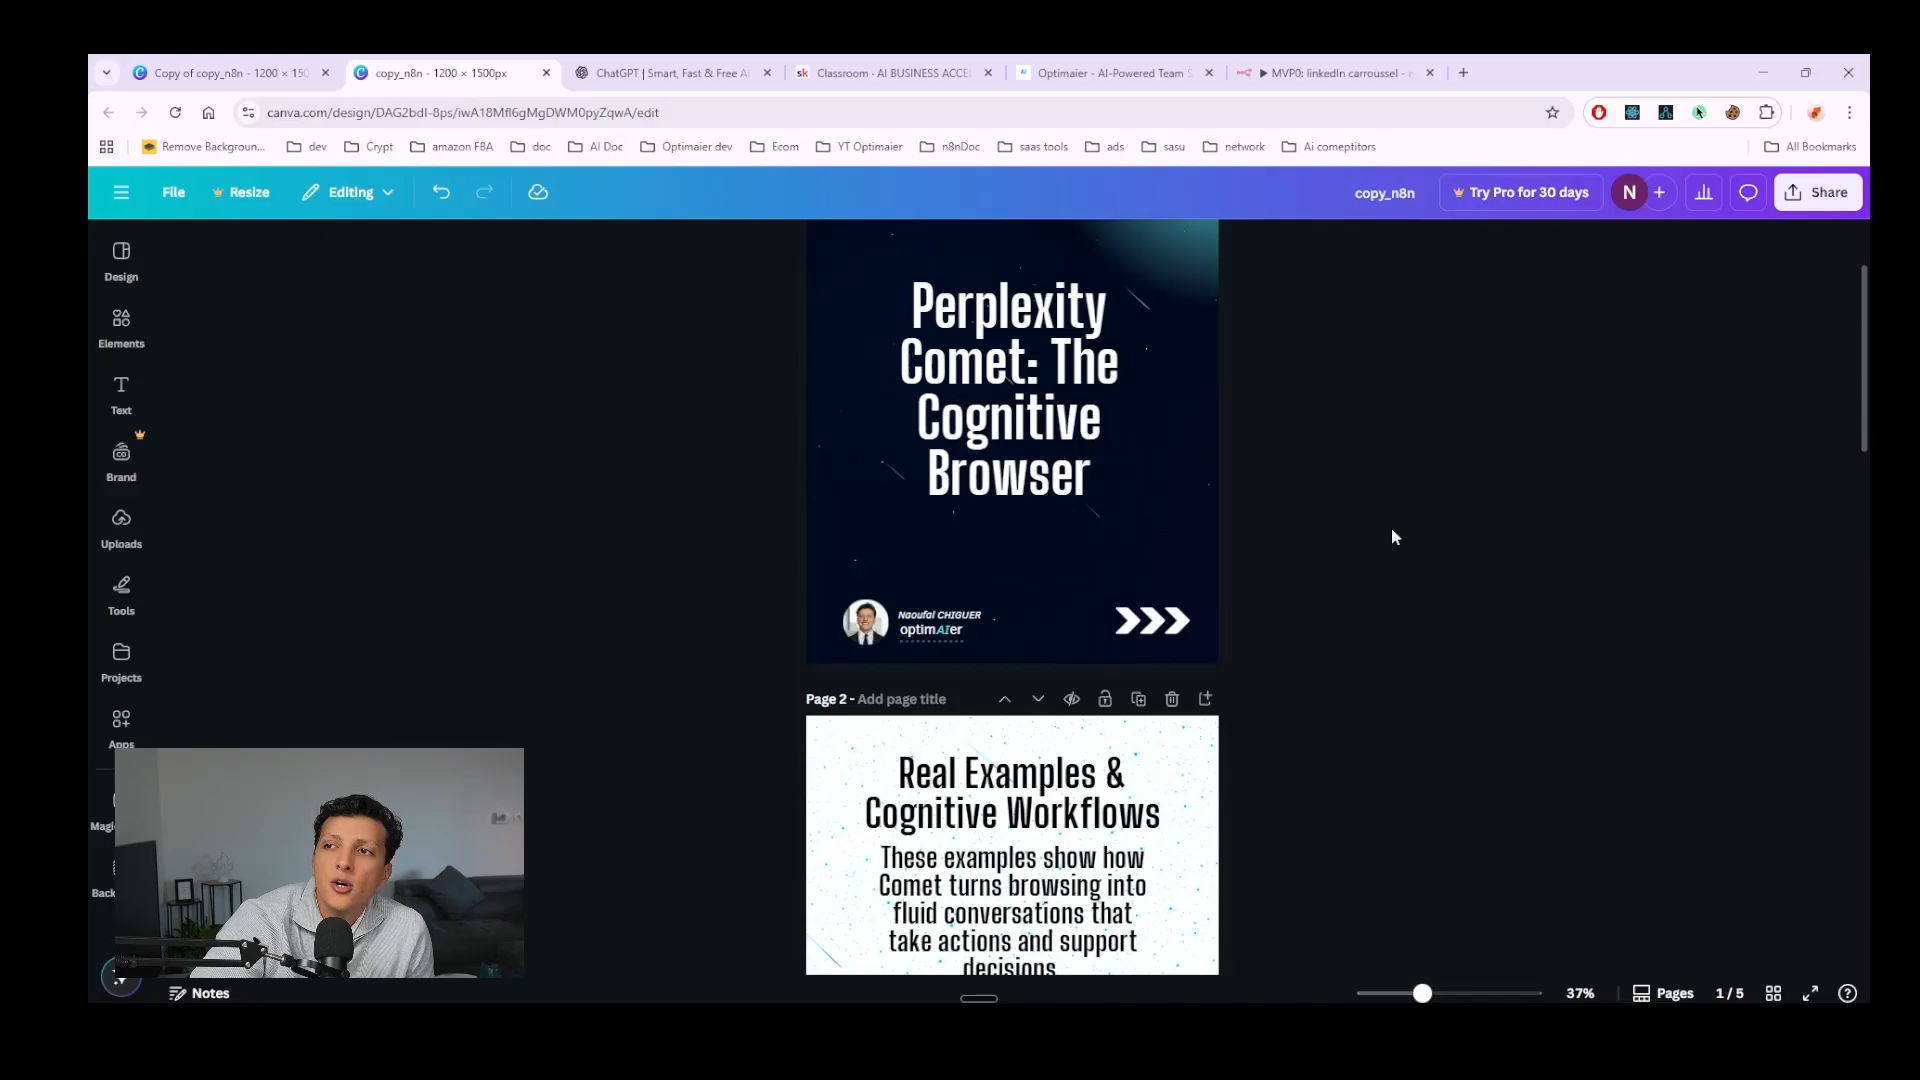 Copy of copy_n8n - 1200 × 150
copy_n8n - 1200 × 1500px
ChatGPT | Smart, Fast & Free A
sk
Classroom - AI BUSINESS ACCE
Optimaier - AI-Powered Team S
MVP0: linkedIn carroussel -
canva.com/design/DAG2bdI-8ps/iwA18Mfl6gMgDWM0pyZqwA/edit
Remove Backgroun...
dev
Crypt
amazon FBA
doc
AI Doc
Optimaier dev
Ecom
YT Optimaier
n8nDoc
saas tools
ads
sasu
network
Ai comeptitors
All Bookmarks
File
Resize
Editing
copy_n8n
Try Pro for 30 days
N
Share
Design
Elements
Text
Brand
Uploads
Tools
Projects
Apps
Magi
Back
Perplexity
Comet: The
Cognitive
Browser
Naoufal CHIGUER
optimAIer
Page 2 - Add page title
Real Examples &
Cognitive Workflows
These examples show how
Comet turns browsing into
fluid conversations that
take actions and support
decisions
Notes
37%
Pages
1 / 5